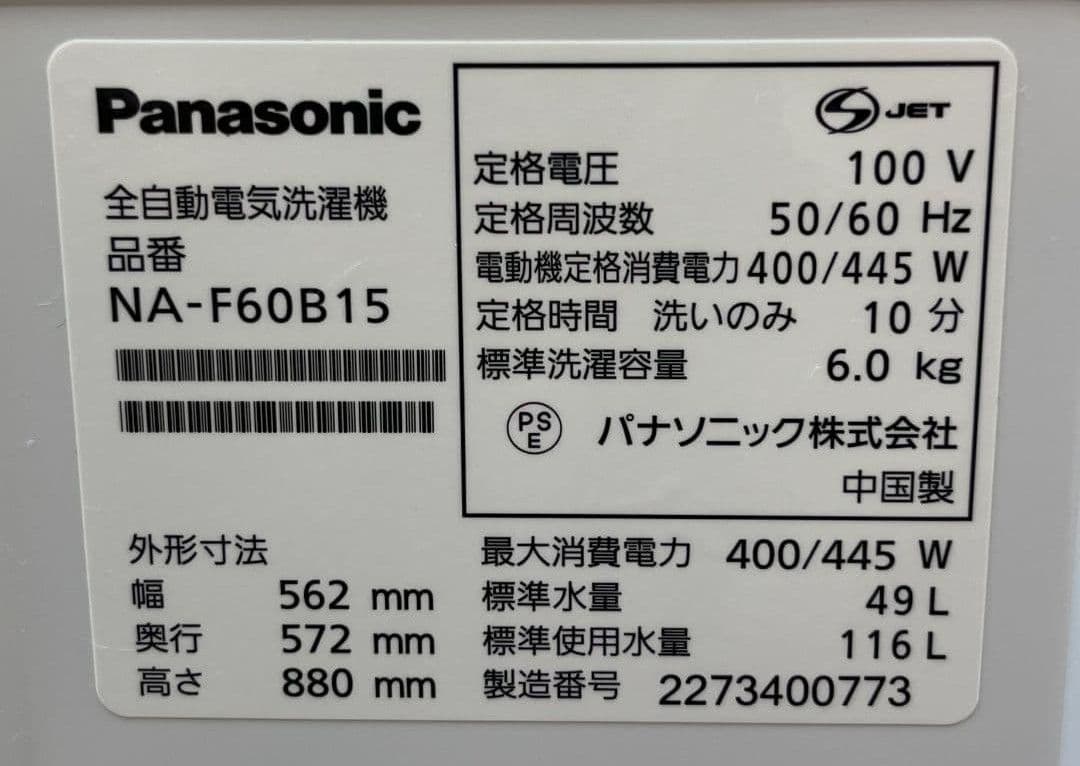 Panasonic
全自動電気洗濯機
品番
NA-F60B15
S JET
定格電圧 100 V
定格周波数 50/60 Hz
電動機定格消費電力 400/445 W
定格時間 洗いのみ 10 分
標準洗濯容量 6.0 kg
PS
E
パナソニック株式会社
中国製
外形寸法
幅 562 mm
奥行 572 mm
高さ 880 mm
最大消費電力 400/445 W
標準水量 49 L
標準使用水量 116 L
製造番号 2273400773